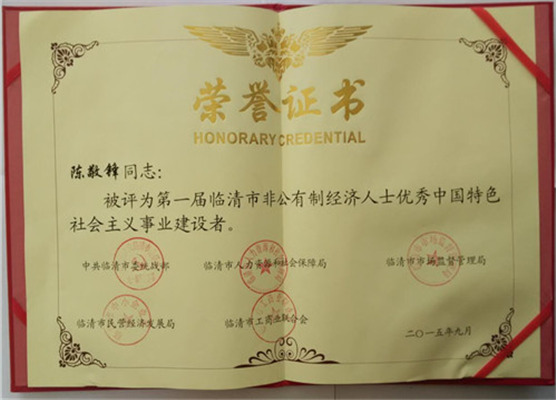 荣誉证书
HONORARY CREDENTIAL
陈敬锋同志：
被评为第一届临清市非公有制经济人士优秀中国特色
社会主义事业建设者。
中共临清市委统战部 临清市人力资源和社会保障局 临清市市场监督管理局
临清市民营经济发展局 临清市工商业联合会
二〇一五年九月